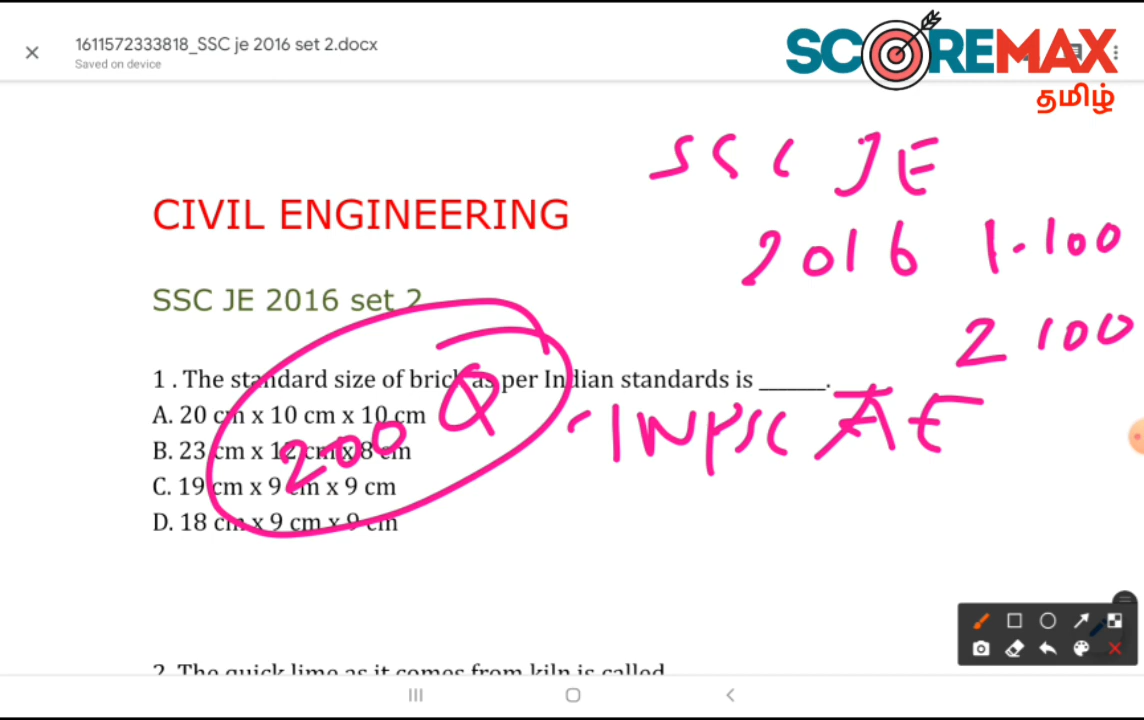 1611572333818_SSC je 2016 set 2.docx
Saved on device
SCOREMAX
தமிழ்
SSC JE
CIVIL ENGINEERING
2016 1-100
SSC JE 2016 set 2
2 100
1 . The standard size of brick as per Indian standards is ______.
A. 20 cm x 10 cm x 10 cm
200 Q
TNPSC AE
B. 23 cm x 12 cm x 8 cm
C. 19 cm x 9 cm x 9 cm
D. 18 cm x 9 cm x 9 cm
2. The quick lime as it comes from kiln is called